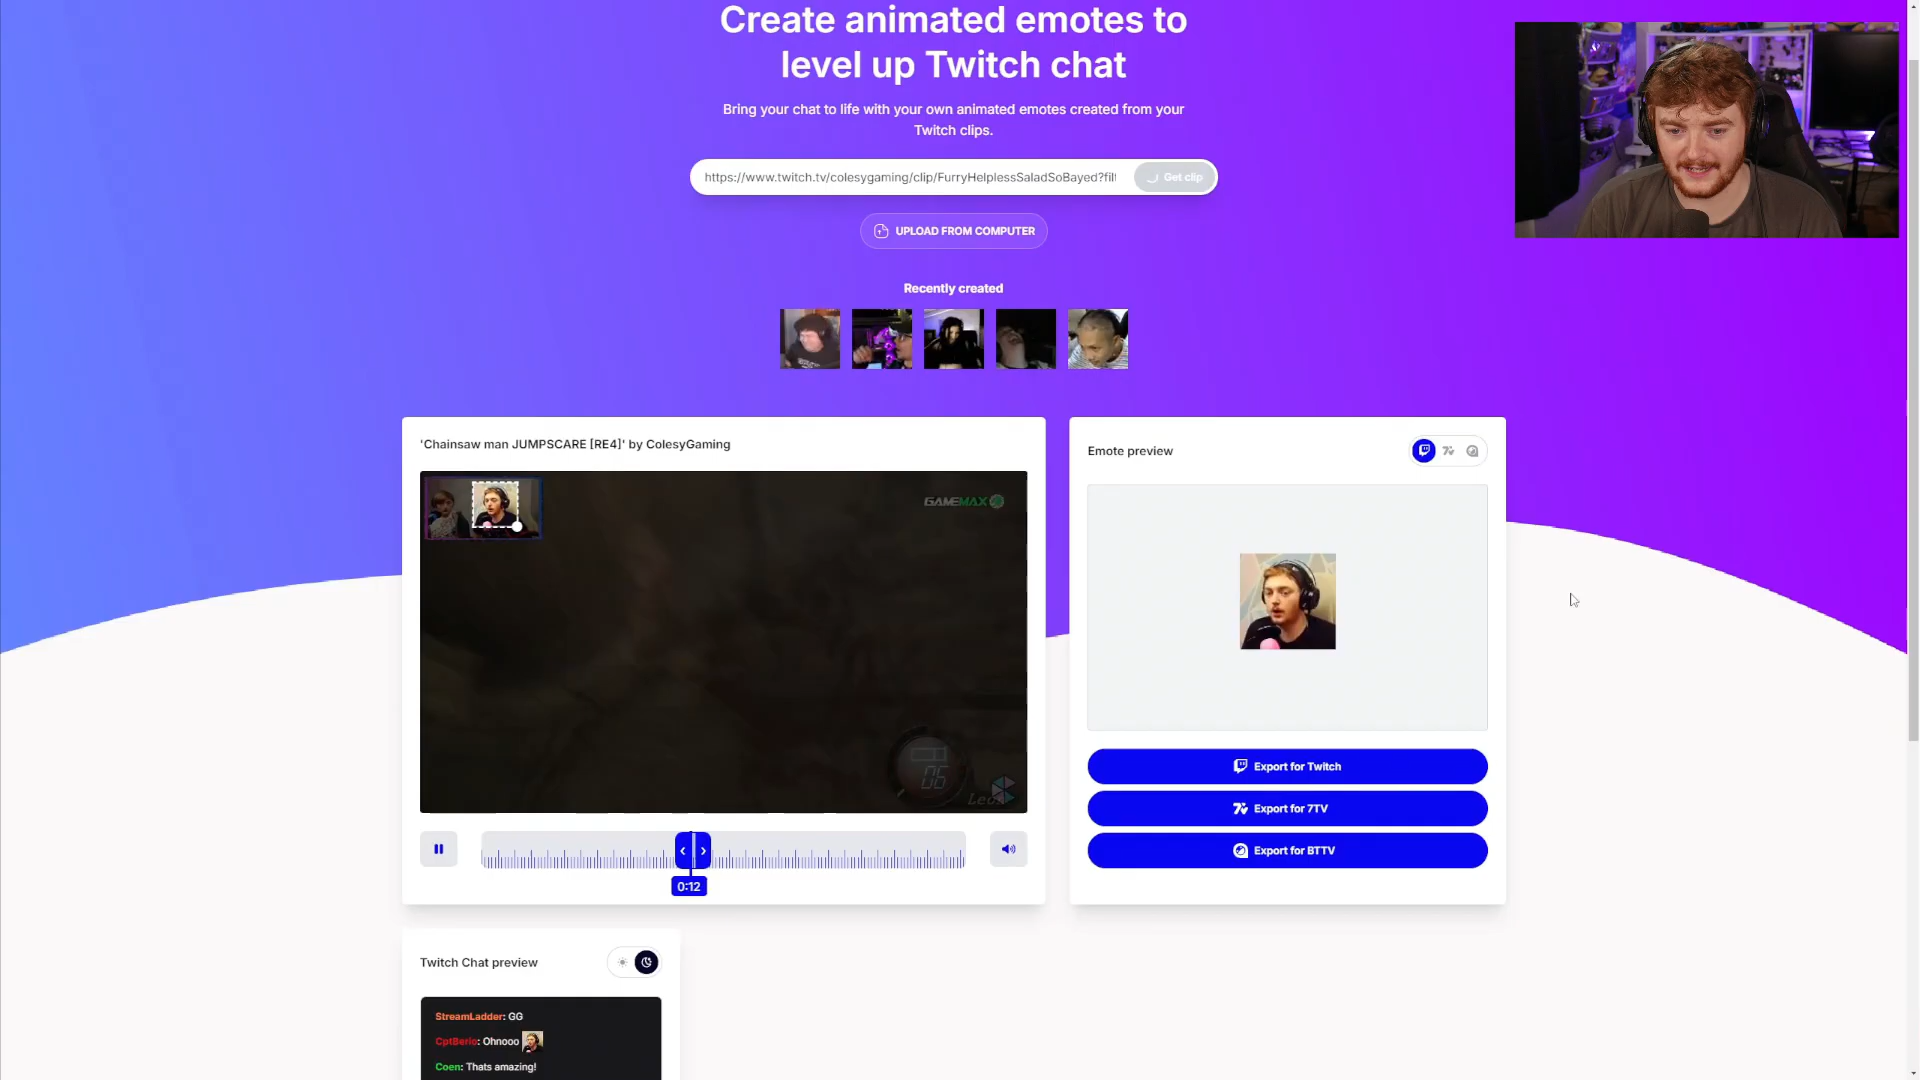 Create animated emotes to
level up Twitch chat
Bring your chat to life with your own animated emotes created from your
Twitch clips.
https://www.twitch.tv/colesygaming/clip/FurryHelplessSaladSoBayed?filt
Get clip
UPLOAD FROM COMPUTER
Recently created
'Chainsaw man JUMPSCARE [RE4]' by ColesyGaming
GAMEMAX
06
Leon
0:12
Emote preview
Export for Twitch
Export for 7TV
Export for BTTV
Twitch Chat preview
StreamLadder: GG
CptBerio: Ohnooo
Coen: Thats amazing!